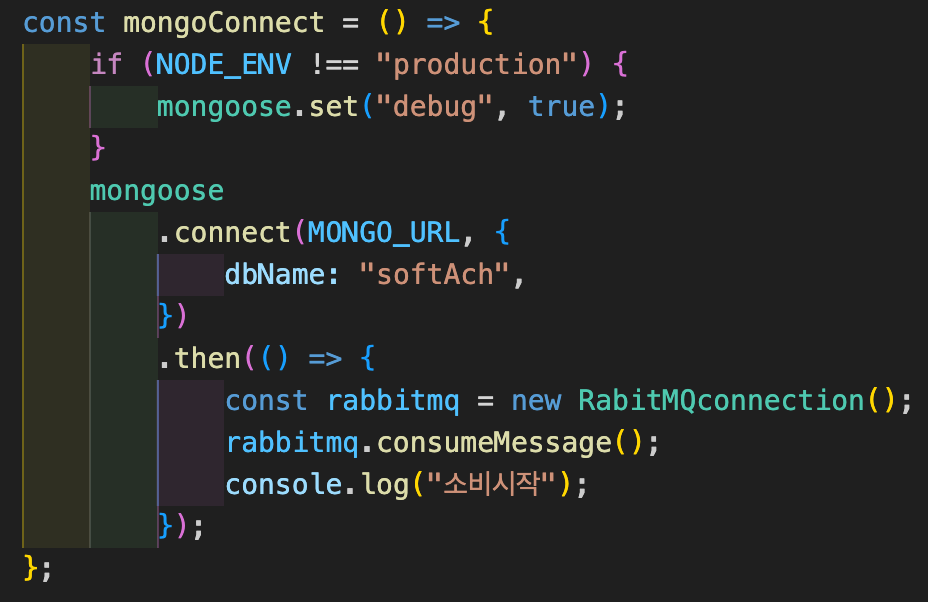 const mongoConnect = () => {
if (NODE_ENV !== "production") {
mongoose.set("debug", true);
}
mongoose
.connect(MONGO_URL, {
dbName: "softAch",
})
.then(() => {
const rabbitmq = new RabitMQconnection();
rabbitmq.consumeMessage();
console.log("소비시작");
});
};